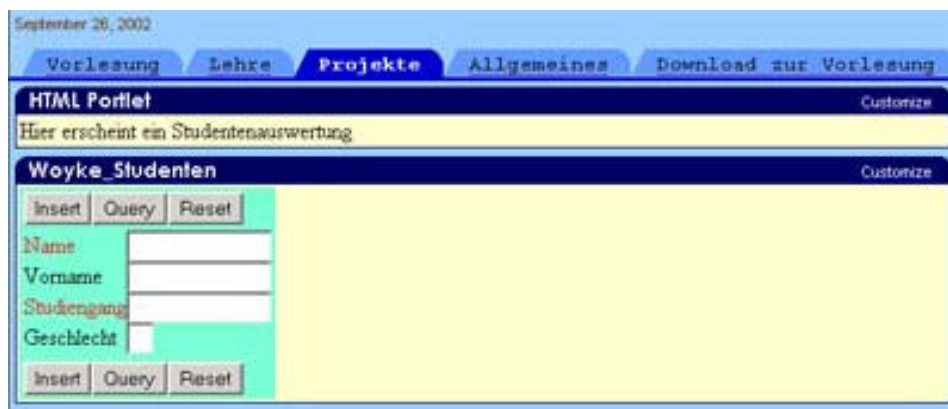 September 26, 2002
Vorlesung Lehre Projekte Allgemeines Download zur Vorlesung
HTML Portlet Customize
Hier erscheint ein Studentenauswertung
Woyke_Studenten Customize
Insert Query Reset
Name
Vorname
Studiengang
Geschlecht
Insert Query Reset